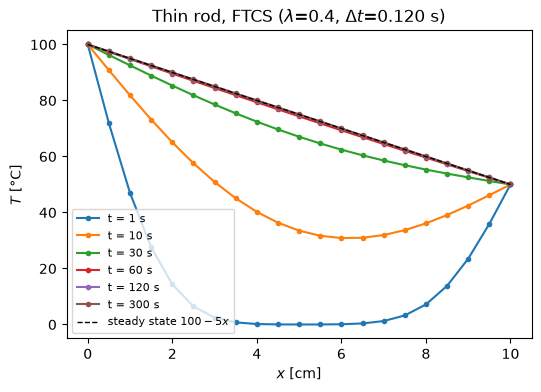 Thin rod, FTCS (λ=0.4, Δt=0.120 s)
T [°C]
100
80
60
40
20
0
t = 1 s
t = 10 s
t = 30 s
t = 60 s
t = 120 s
t = 300 s
steady state 100 − 5x
0 2 4 6 8 10
x [cm]